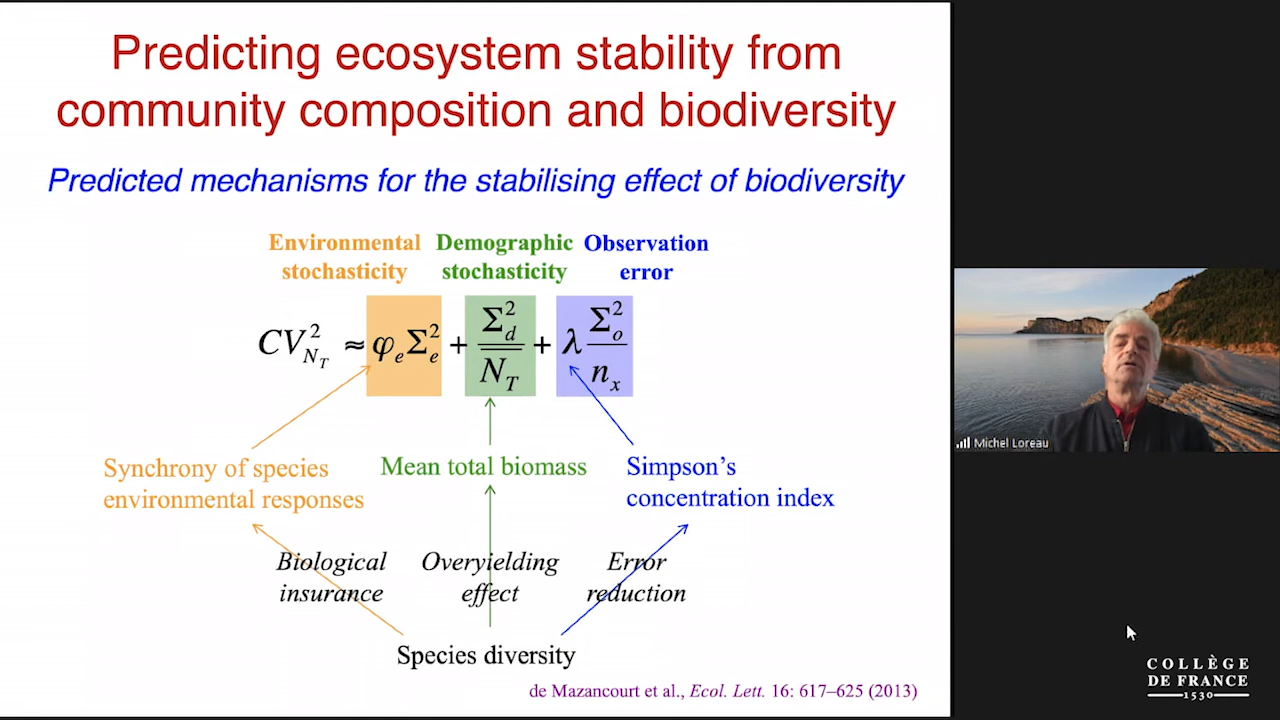 Predicting ecosystem stability from
community composition and biodiversity
Predicted mechanisms for the stabilising effect of biodiversity
Environmental stochasticity
Demographic stochasticity
Observation error
CV²_{N_T} ≈ φ_e Σ_e² + Σ_d² / \overline{N_T} + λ Σ_o² / n_x
Synchrony of species
environmental responses
Mean total biomass
Simpson's
concentration index
Biological
insurance
Overyielding
effect
Error
reduction
Species diversity
de Mazancourt et al., Ecol. Lett. 16: 617–625 (2013)
Michel Loreau
COLLÈGE
DE FRANCE
1530